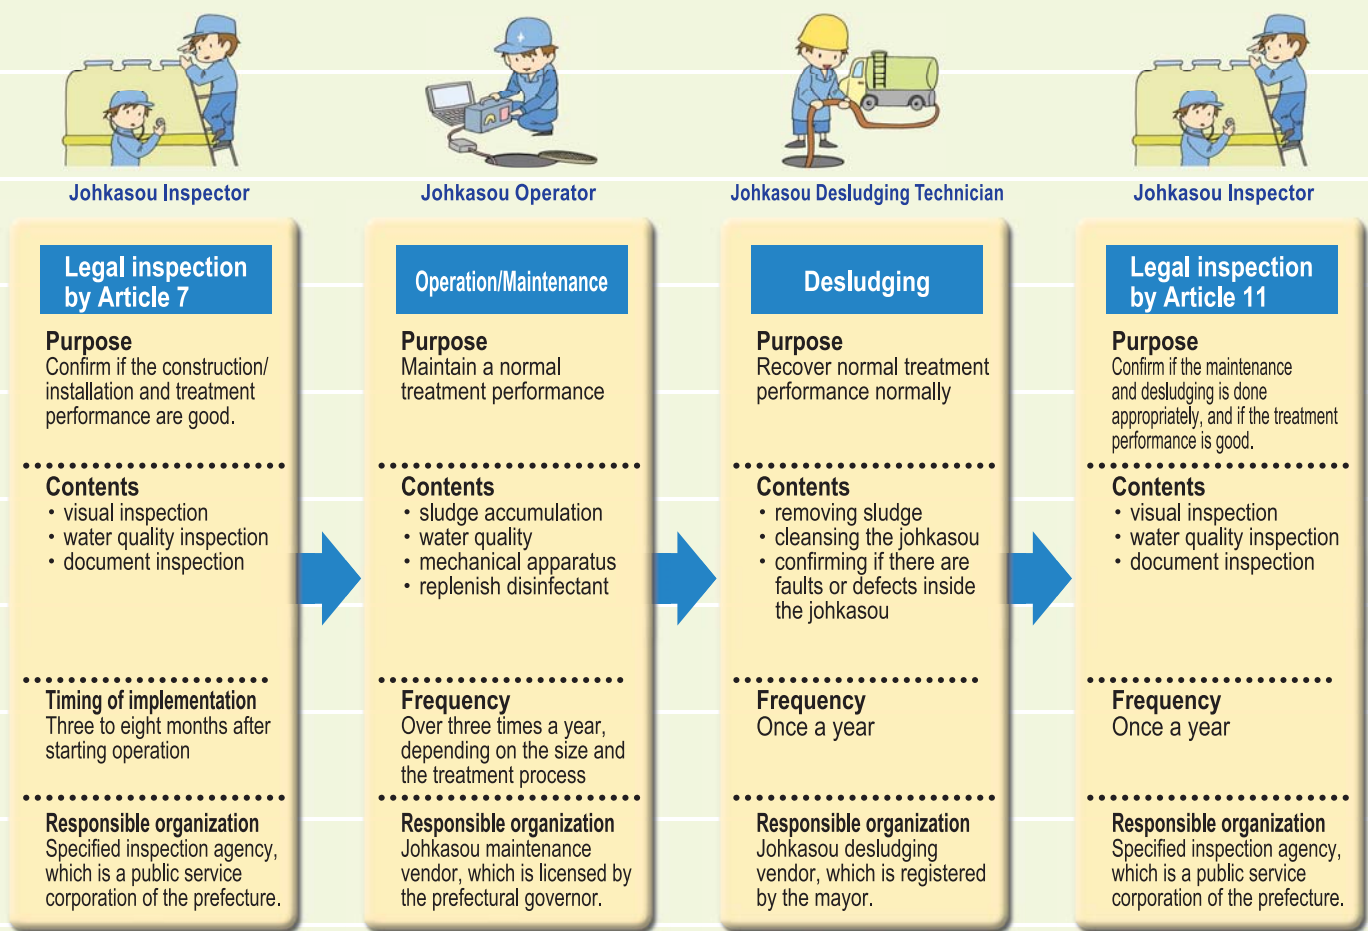 Johkasou Inspector
Legal inspection
by Article 7
Purpose
Confirm if the construction/
installation and treatment
performance are good.
Contents
・visual inspection
・water quality inspection
・document inspection
Timing of implementation
Three to eight months after
starting operation
Responsible organization
Specified inspection agency,
which is a public service
corporation of the prefecture.
Johkasou Operator
Operation/Maintenance
Purpose
Maintain a normal
treatment performance
Contents
・sludge accumulation
・water quality
・mechanical apparatus
・replenish disinfectant
Frequency
Over three times a year,
depending on the size and
the treatment process
Responsible organization
Johkasou maintenance
vendor, which is licensed by
the prefectural governor.
Johkasou Desludging Technician
Desludging
Purpose
Recover normal treatment
performance normally
Contents
・removing sludge
・cleansing the johkasou
・confirming if there are
faults or defects inside
the johkasou
Frequency
Once a year
Responsible organization
Johkasou desludging
vendor, which is registered
by the mayor.
Johkasou Inspector
Legal inspection
by Article 11
Purpose
Confirm if the maintenance
and desludging is done
appropriately, and if the treatment
performance is good.
Contents
・visual inspection
・water quality inspection
・document inspection
Frequency
Once a year
Responsible organization
Specified inspection agency,
which is a public service
corporation of the prefecture.